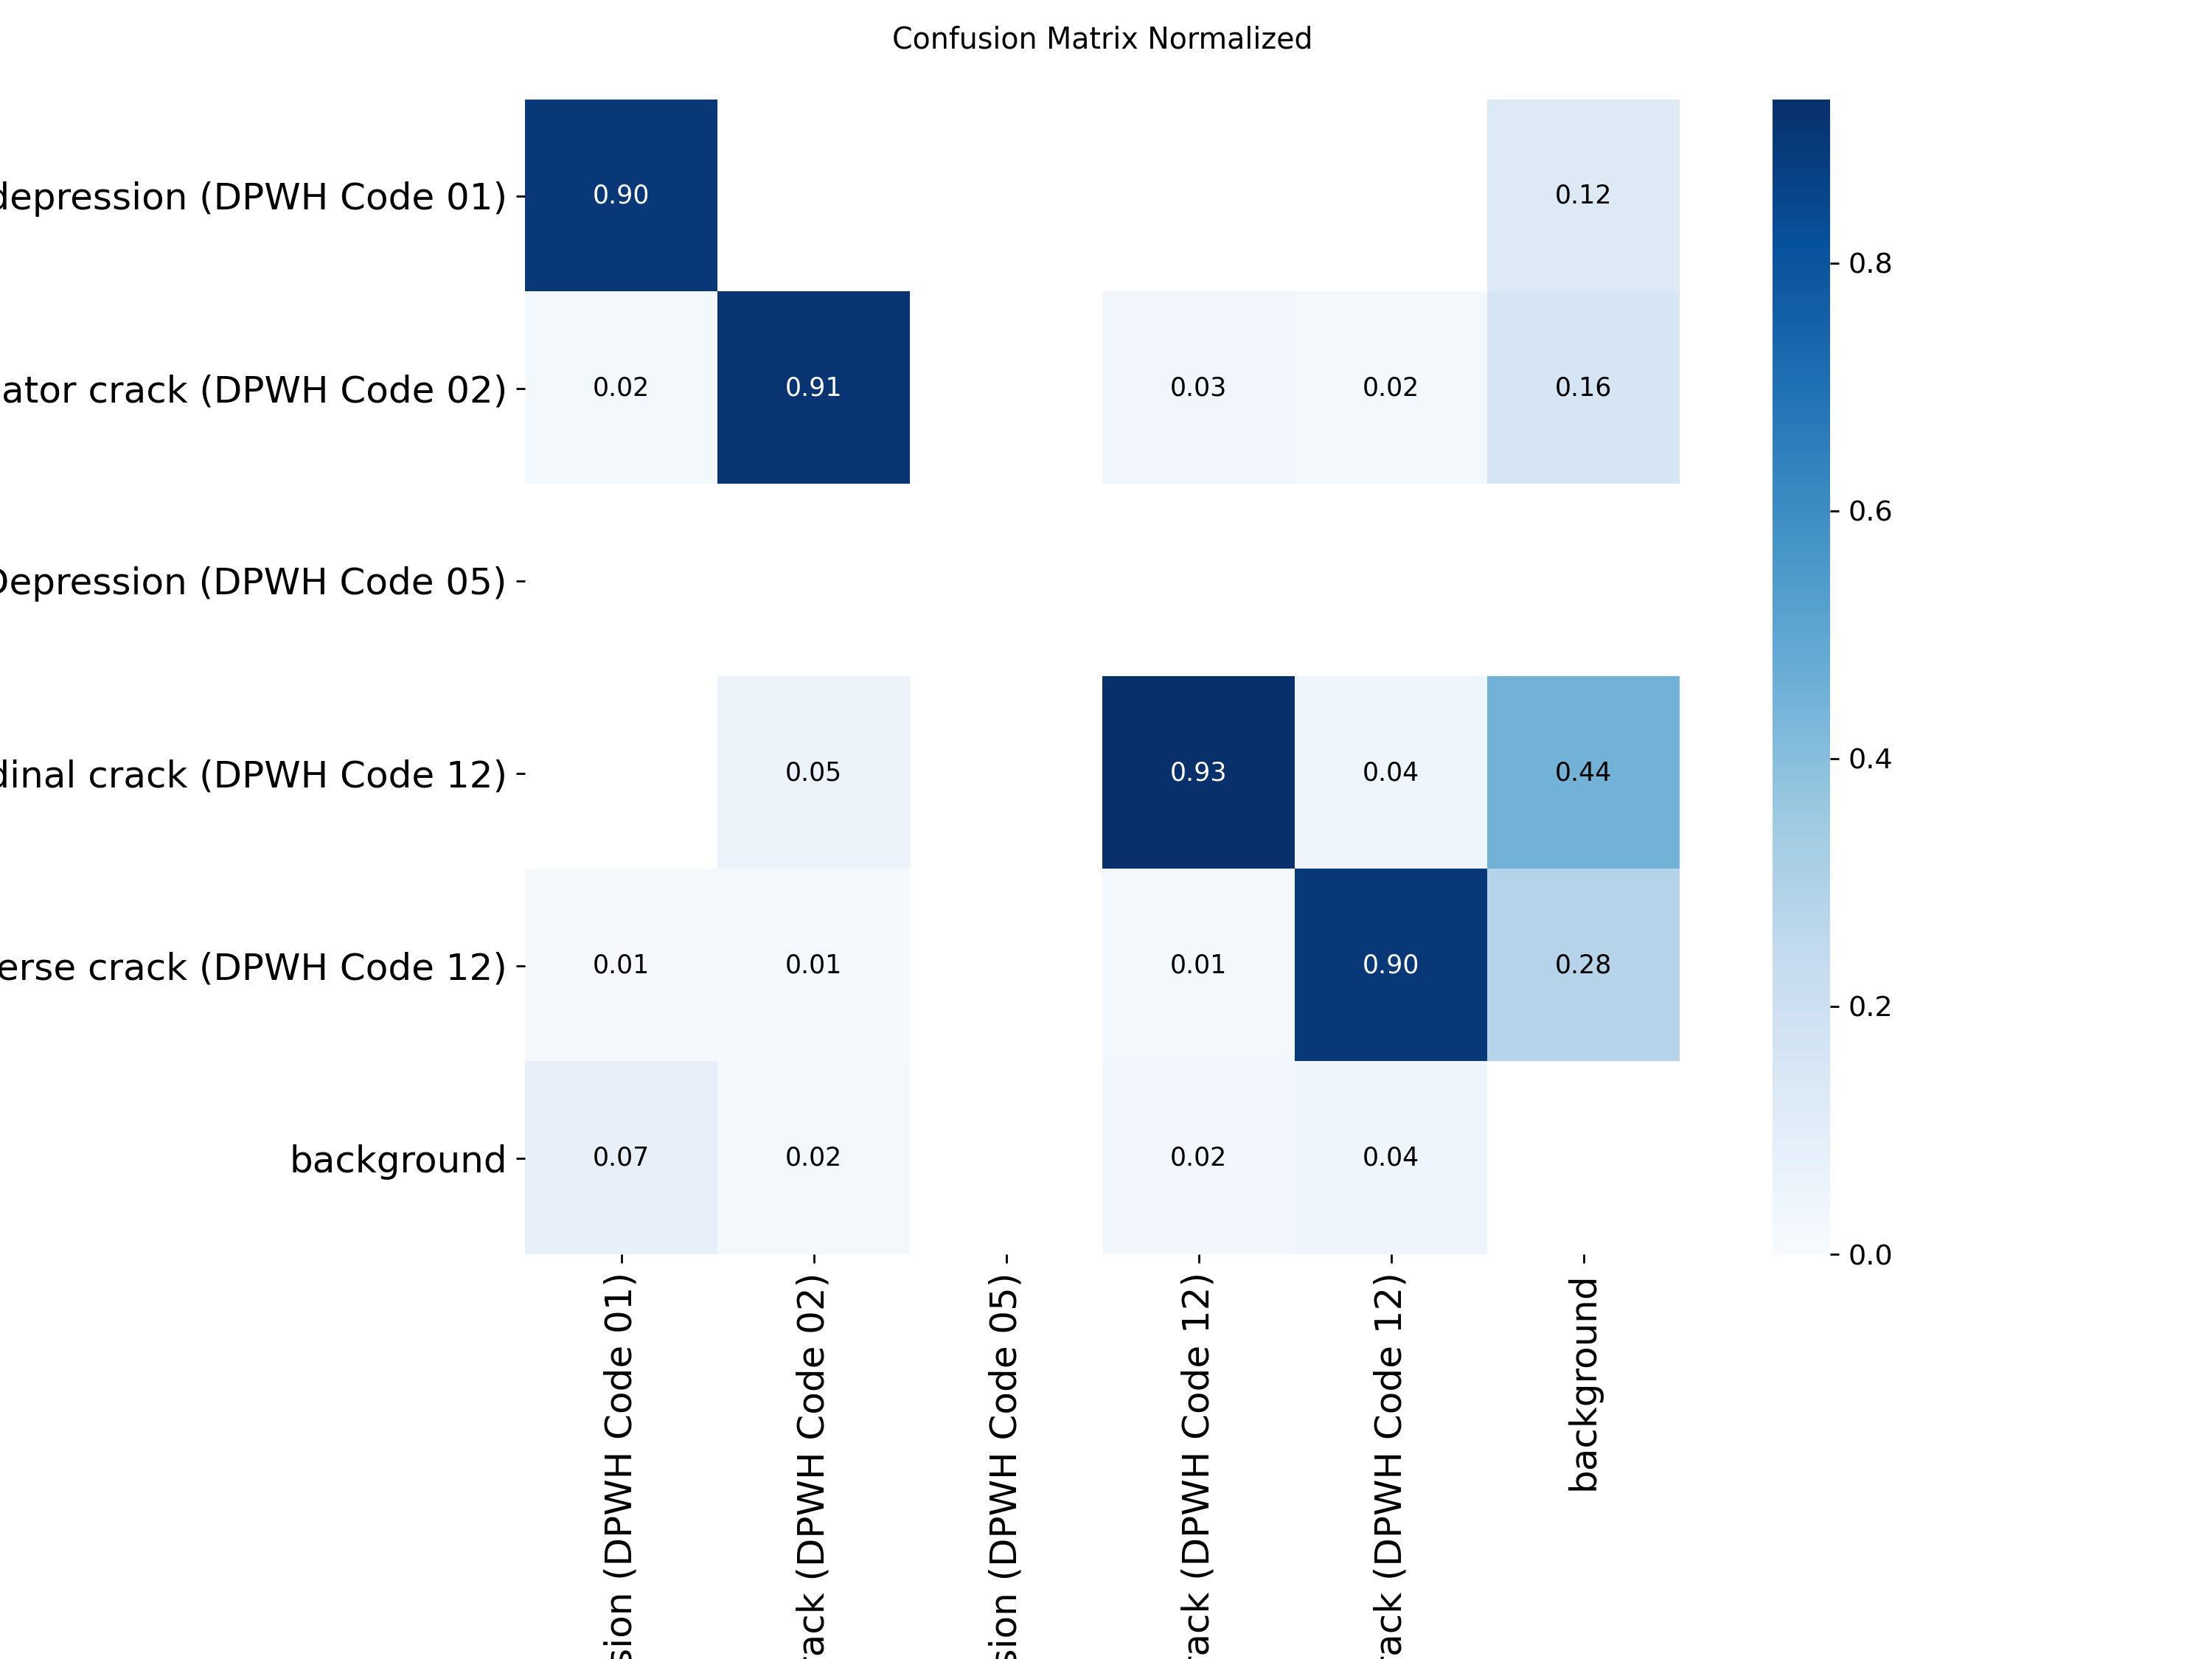 Confusion Matrix Normalized
depression (DPWH Code 01)
0.90
0.12
ator crack (DPWH Code 02)
0.02
0.91
0.03
0.02
0.16
Depression (DPWH Code 05)
dinal crack (DPWH Code 12)
0.05
0.93
0.04
0.44
erse crack (DPWH Code 12)
0.01
0.01
0.01
0.90
0.28
background
0.07
0.02
0.02
0.04
sion (DPWH Code 01)
rack (DPWH Code 02)
sion (DPWH Code 05)
rack (DPWH Code 12)
rack (DPWH Code 12)
background
0.8
0.6
0.4
0.2
0.0